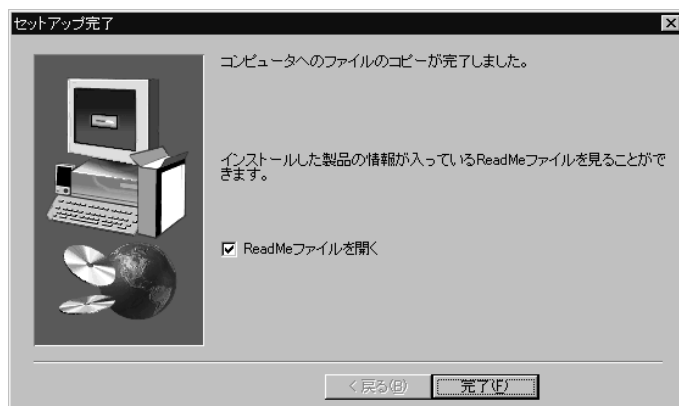 セットアップ完了
コンピュータへのファイルのコピーが完了しました。
インストールした製品の情報が入っているReadMeファイルを見ることがで
きます。
ReadMeファイルを開く
< 戻る(B) 完了(F)